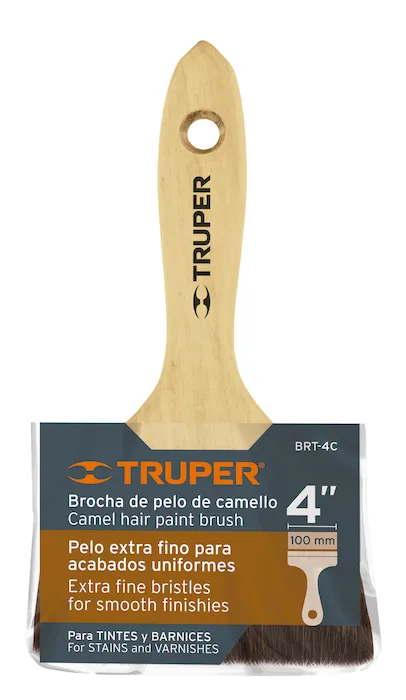 TRUPER
BRT-4C
TRUPER®
Brocha de pelo de camello
Camel hair paint brush
4"
100 mm
Pelo extra fino para
acabados uniformes
Extra fine bristles
for smooth finishies
Para TINTES y BARNICES
For STAINS and VARNISHES